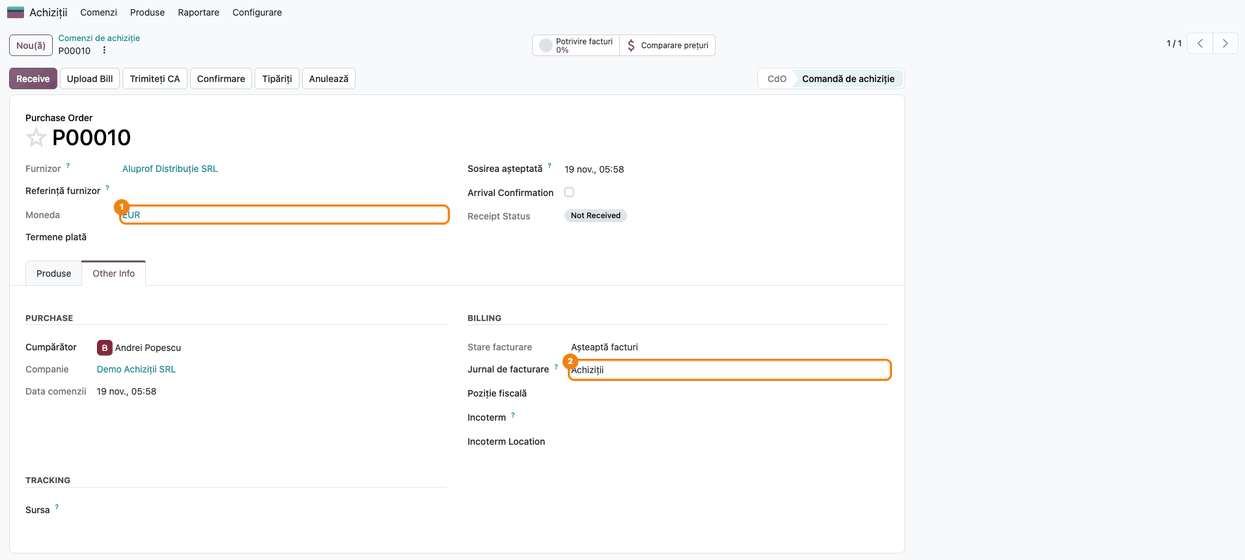 Achiziții Comenzi Produse Raportare Configurare
Nou(ă) Comenzi de achiziție
P00010
Potrivire facturi
0%
Comparare prețuri
1 / 1
Receive Upload Bill Trimiteți CA Confirmare Tipăriți Anulează CdO Comandă de achiziție
Purchase Order
P00010
Furnizor ? Aluprof Distribuție SRL
Sosirea așteptată ? 19 nov., 05:58
Referință furnizor ?
Arrival Confirmation
Moneda 1 EUR
Receipt Status Not Received
Termene plată
Produse Other Info
PURCHASE
BILLING
Cumpărător B Andrei Popescu
Stare facturare Așteaptă facturi
Companie Demo Achiziții SRL
Jurnal de facturare ? 2 Achiziții
Data comenzii 19 nov., 05:58
Poziție fiscală
Incoterm ?
Incoterm Location
TRACKING
Sursa ?